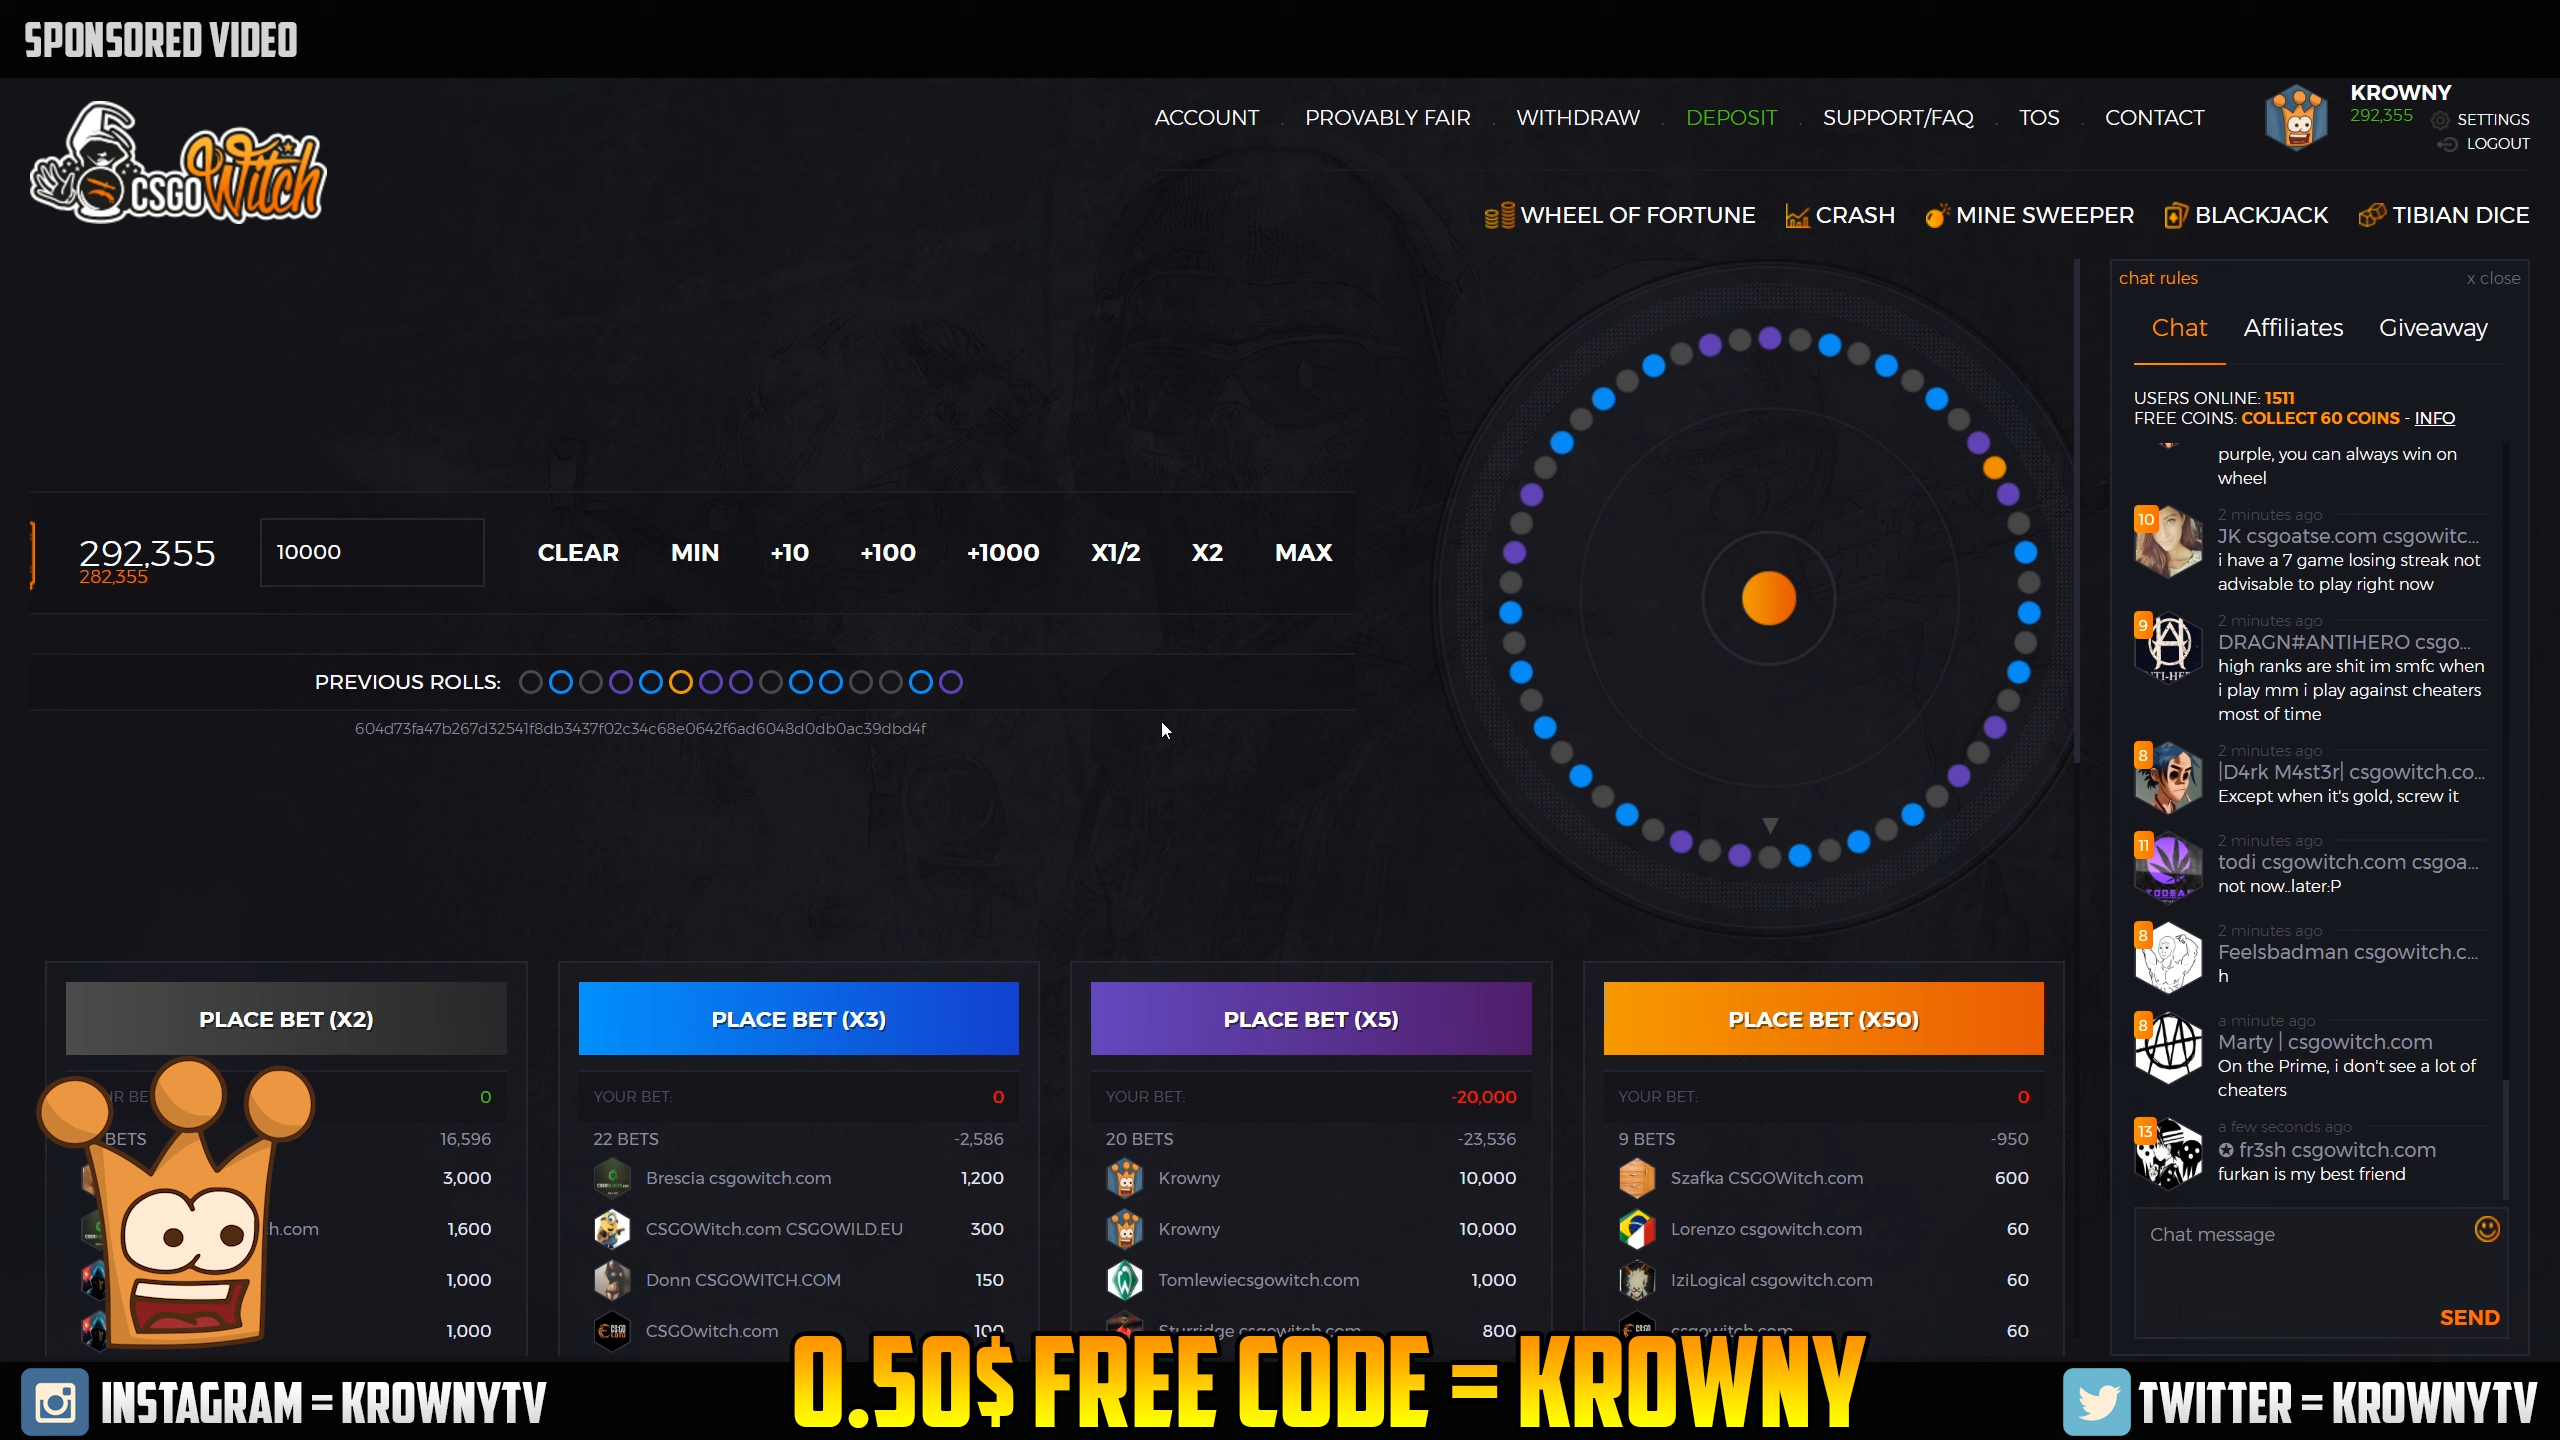 SPONSORED VIDEO
CSGOWitch
ACCOUNT . PROVABLY FAIR . WITHDRAW . DEPOSIT . SUPPORT/FAQ . TOS . CONTACT
KROWNY
292,355
SETTINGS
LOGOUT
WHEEL OF FORTUNE CRASH MINE SWEEPER BLACKJACK TIBIAN DICE
292,355
282,355
10000
CLEAR MIN +10 +100 +1000 X1/2 X2 MAX
PREVIOUS ROLLS:
604d73fa47b267d32541f8db3437f02c34c68e0642f6ad6048d0db0ac39dbd4f
PLACE BET (X2)
0
BETS 16,596
3,000
h.com 1,600
1,000
1,000
PLACE BET (X3)
YOUR BET: 0
22 BETS -2,586
Brescia csgowitch.com 1,200
CSGOWitch.com CSGOWILD.EU 300
Donn CSGOWITCH.COM 150
CSGOwitch.com 100
PLACE BET (X5)
YOUR BET: -20,000
20 BETS -23,536
Krowny 10,000
Krowny 10,000
Tomlewiecsgowitch.com 1,000
Sturridge csgowitch.com 800
PLACE BET (X50)
YOUR BET: 0
9 BETS -950
Szafka CSGOWitch.com 600
Lorenzo csgowitch.com 60
IziLogical csgowitch.com 60
csgowitch.com 60
chat rules x close
Chat Affiliates Giveaway
USERS ONLINE: 1511
FREE COINS: COLLECT 60 COINS - INFO
purple, you can always win on
wheel
10 2 minutes ago
JK csgoatse.com csgowitc...
i have a 7 game losing streak not
advisable to play right now
9 2 minutes ago
DRAGN#ANTIHERO csgo...
high ranks are shit im smfc when
i play mm i play against cheaters
most of time
8 2 minutes ago
|D4rk M4st3r| csgowitch.co...
Except when it's gold, screw it
11 2 minutes ago
todi csgowitch.com csgoa...
not now..later:P
8 2 minutes ago
Feelsbadman csgowitch.c...
h
8 a minute ago
Marty | csgowitch.com
On the Prime, i don't see a lot of
cheaters
13 a few seconds ago
✪ fr3sh csgowitch.com
furkan is my best friend
Chat message
SEND
INSTAGRAM = KROWNYTV
0.50$ FREE CODE = KROWNY
TWITTER = KROWNYTV